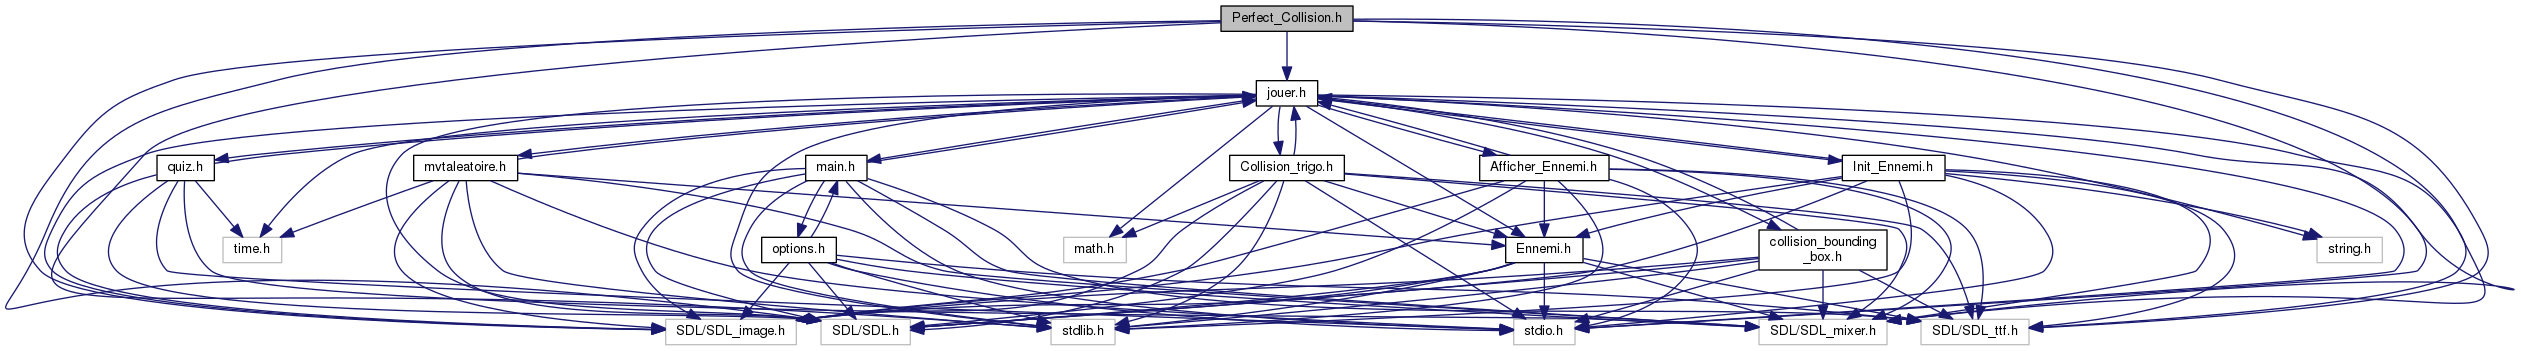 Perfect_Collision.h
jouer.h
quiz.h
mvtaleatoire.h
main.h
Collision_trigo.h
Afficher_Ennemi.h
Init_Ennemi.h
time.h
options.h
math.h
Ennemi.h
collision_bounding
_box.h
string.h
SDL/SDL_image.h
SDL/SDL.h
stdlib.h
stdio.h
SDL/SDL_mixer.h
SDL/SDL_ttf.h